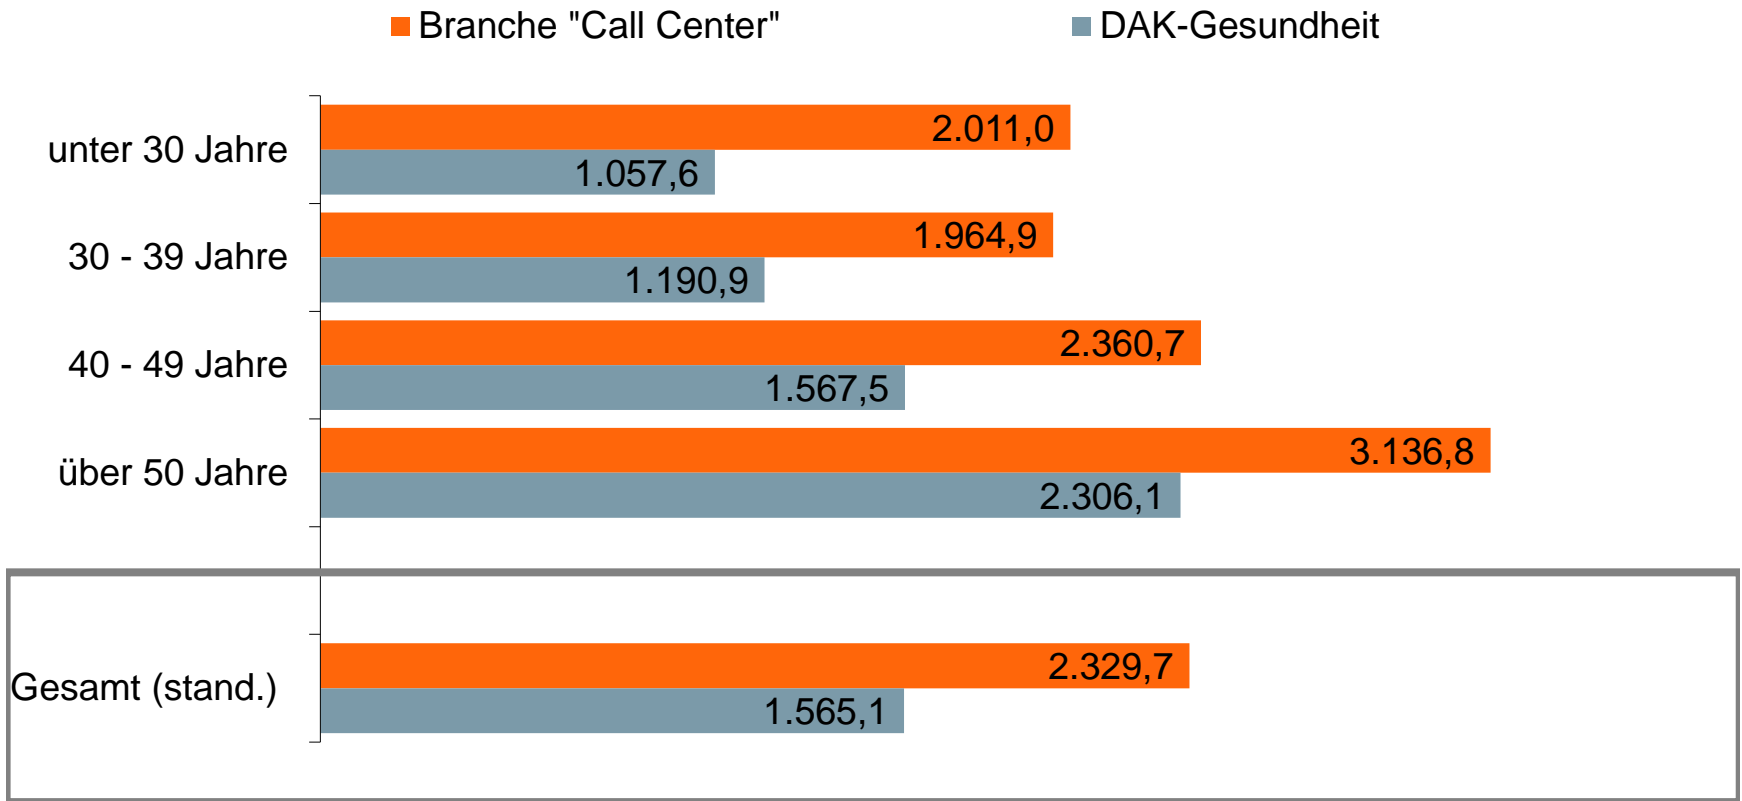 Branche "Call Center" DAK-Gesundheit
unter 30 Jahre 2.011,0
1.057,6
30 - 39 Jahre 1.964,9
1.190,9
40 - 49 Jahre 2.360,7
1.567,5
über 50 Jahre 3.136,8
2.306,1
Gesamt (stand.) 2.329,7
1.565,1